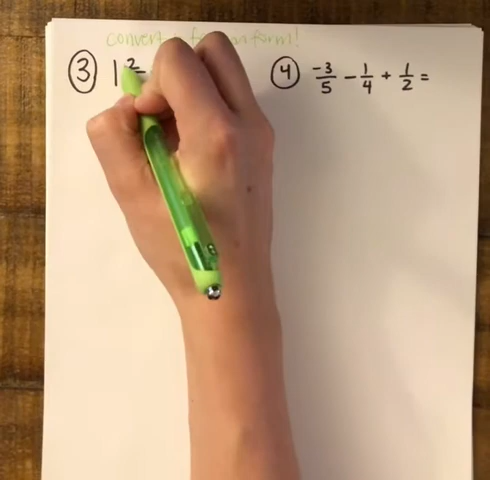 convert form!
③ 1 2
④ -3/5 - 1/4 + 1/2 =